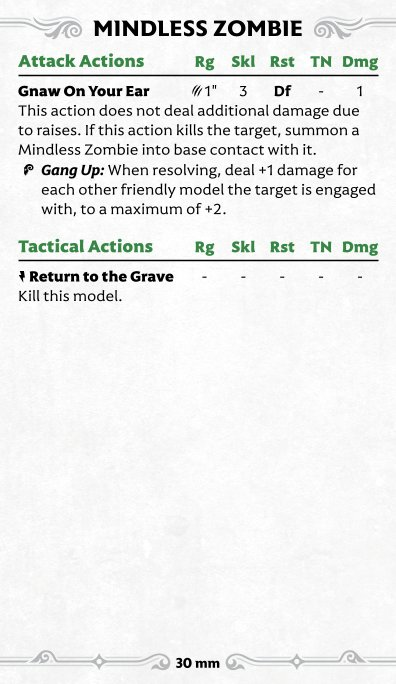 MINDLESS ZOMBIE
Attack Actions Rg Skl Rst TN Dmg
Gnaw On Your Ear 1" 3 Df - 1
This action does not deal additional damage due
to raises. If this action kills the target, summon a
Mindless Zombie into base contact with it.
Gang Up: When resolving, deal +1 damage for
each other friendly model the target is engaged
with, to a maximum of +2.
Tactical Actions Rg Skl Rst TN Dmg
Return to the Grave - - - - -
Kill this model.
30 mm